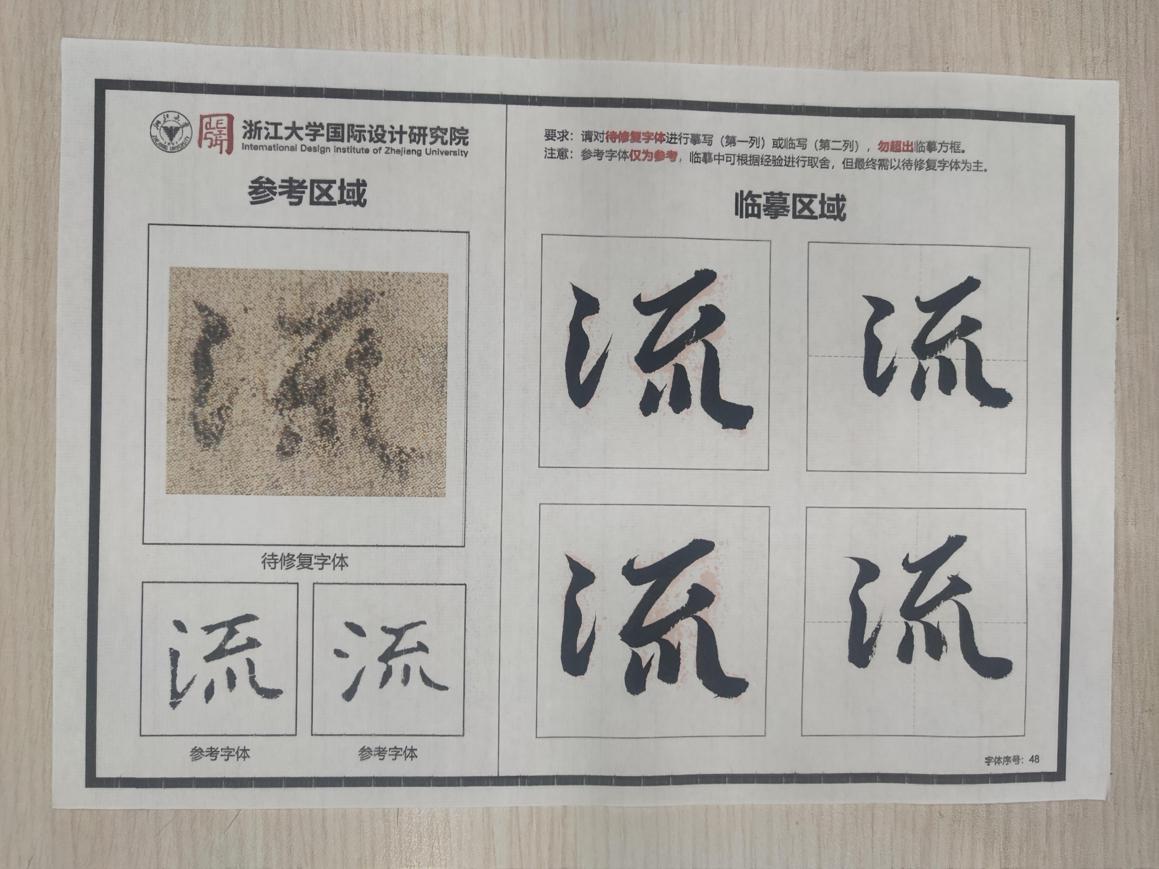 浙江大学国际设计研究院
International Design Institute of Zhejiang University
参考区域
流
待修复字体
流
流
参考字体
参考字体
要求：请对待修复字体进行摹写（第一列）或临写（第二列），勿超出临摹方框。
注意：参考字体仅为参考，临摹中可根据经验进行取舍，但最终需以待修复字体为主。
临摹区域
流
流
流
流
字体序号：48